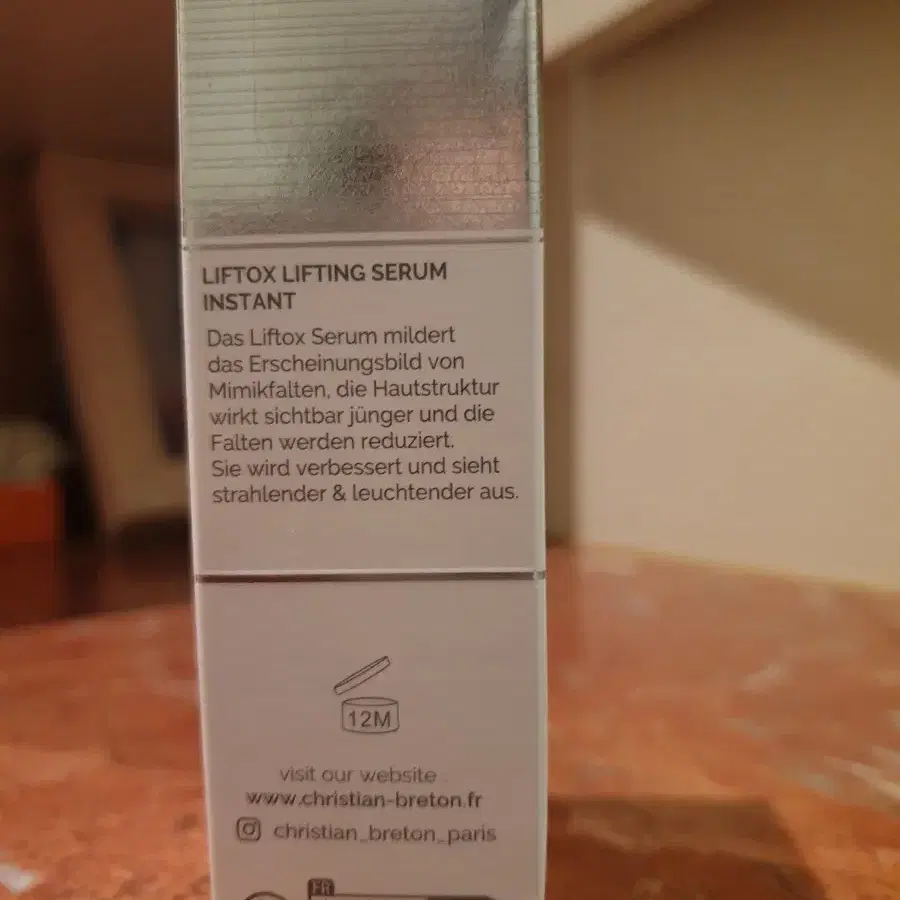 LIFTOX LIFTING SERUM
INSTANT
Das Liftox Serum mildert
das Erscheinungsbild von
Mimikfalten, die Hautstruktur
wirkt sichtbar jünger und die
Falten werden reduziert.
Sie wird verbessert und sieht
strahlender & leuchtender aus.
12M
visit our website :
www.christian-breton.fr
christian_breton_paris
FR